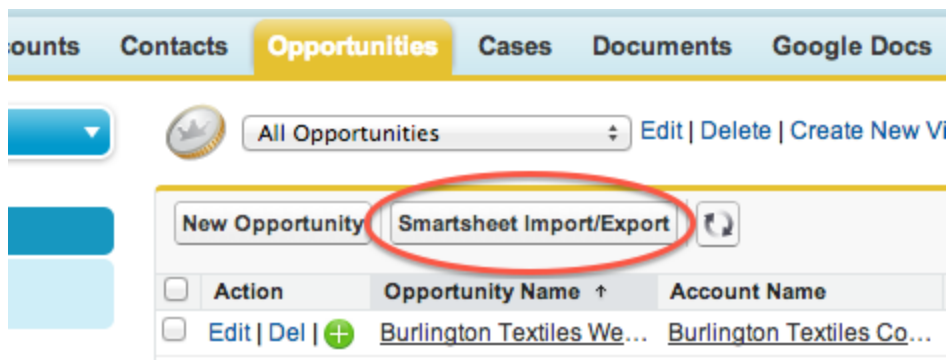 ounts Contacts Opportunities Cases Documents Google Docs
All Opportunities Edit | Delete | Create New Vi
New Opportunity Smartsheet Import/Export
Action Opportunity Name ↑ Account Name
Edit | Del | Burlington Textiles We... Burlington Textiles Co...